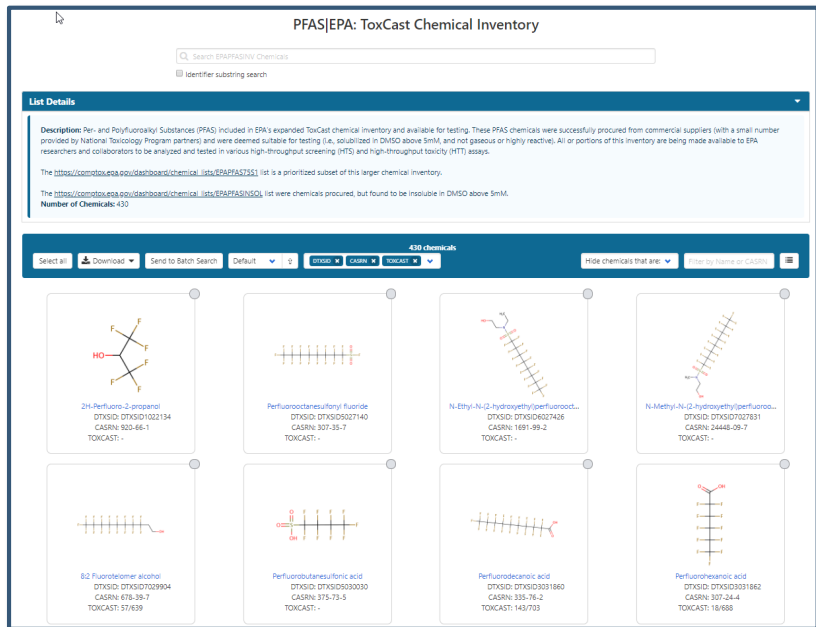 PFAS|EPA: ToxCast Chemical Inventory
Search EPAPFASINV Chemicals
Identifier substring search
List Details
Description: Per- and Polyfluoroalkyl Substances (PFAS) included in EPA's expanded ToxCast chemical inventory and available for testing. These PFAS chemicals were successfully procured from commercial suppliers (with a small number
provided by National Toxicology Program partners) and were deemed suitable for testing (i.e., solubilized in DMSO above 5mM, and not gaseous or highly reactive). All or portions of this inventory are being made available to EPA
researchers and collaborators to be analyzed and tested in various high-throughput screening (HTS) and high-throughput toxicity (HTT) assays.
The https://comptox.epa.gov/dashboard/chemical_lists/EPAPFAS75S1 list is a prioritized subset of this larger chemical inventory.
The https://comptox.epa.gov/dashboard/chemical_lists/EPAPFASINSOL list were chemicals procured, but found to be insoluble in DMSO above 5mM.
Number of Chemicals: 430
430 chemicals
Select all Download Send to Batch Search Default DTXSID CASRN TOXCAST Hide chemicals that are: Filter by Name or CASRN
2H-Perfluoro-2-propanol
DTXSID: DTXSID1022134
CASRN: 920-66-1
TOXCAST: -
Perfluorooctanesulfonyl fluoride
DTXSID: DTXSID5027140
CASRN: 307-35-7
TOXCAST: -
N-Ethyl-N-(2-hydroxyethyl)perfluorooct...
DTXSID: DTXSID6027426
CASRN: 1691-99-2
TOXCAST: -
N-Methyl-N-(2-hydroxyethyl)perfluoroo...
DTXSID: DTXSID7027831
CASRN: 24448-09-7
TOXCAST: -
8:2 Fluorotelomer alcohol
DTXSID: DTXSID7029904
CASRN: 678-39-7
TOXCAST: 57/639
Perfluorobutanesulfonic acid
DTXSID: DTXSID5030030
CASRN: 375-73-5
TOXCAST: -
Perfluorodecanoic acid
DTXSID: DTXSID3031860
CASRN: 335-76-2
TOXCAST: 143/703
Perfluorohexanoic acid
DTXSID: DTXSID3031862
CASRN: 307-24-4
TOXCAST: 18/688